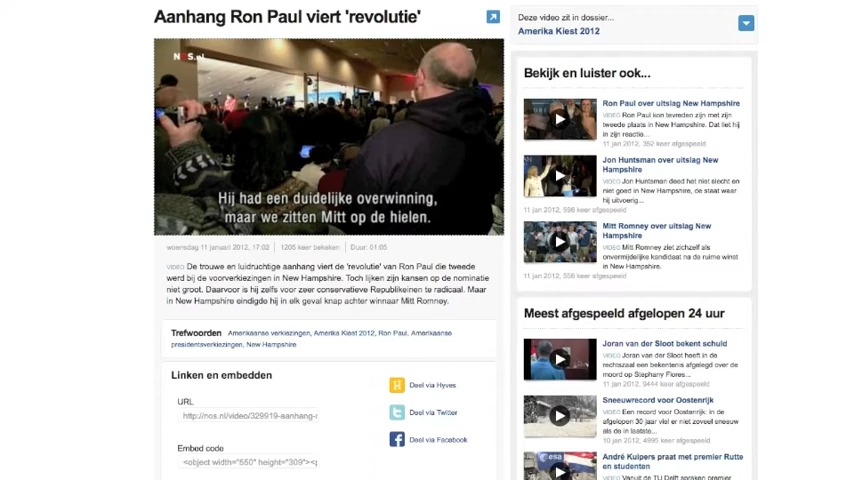 Aanhang Ron Paul viert 'revolutie'
NOS.nl
Hij had een duidelijke overwinning,
maar we zitten Mitt op de hielen.
woensdag 11 januari 2012, 17:02 | 1205 keer bekeken | Duur: 01:05
VIDEO De trouwe en luidruchtige aanhang viert de 'revolutie' van Ron Paul die tweede
werd bij de voorverkiezingen in New Hampshire. Toch lijken zijn kansen op de nominatie
niet groot. Daarvoor is hij zelfs voor zeer conservatieve Republikeinen te radicaal. Maar
in New Hampshire eindigde hij in elk geval knap achter winnaar Mitt Romney.
Trefwoorden Amerikaanse verkiezingen, Amerika Kiest 2012, Ron Paul, Amerikaanse
presidentsverkiezingen, New Hampshire
Linken en embedden
URL
http://nos.nl/video/329919-aanhang-r
Embed code
<object width="550" height="309"><p
H Deel via Hyves
t Deel via Twitter
f Deel via Facebook
Deze video zit in dossier...
Amerika Kiest 2012
Bekijk en luister ook...
Ron Paul over uitslag New Hampshire
VIDEO Ron Paul kon tevreden zijn met zijn
tweede plaats in New Hampshire. Dat liet hij
in zijn reactie...
11 jan 2012, 352 keer afgespeeld
Jon Huntsman over uitslag New
Hampshire
VIDEO Jon Huntsman deed het niet slecht en
niet goed in New Hampshire, de staat waar
hij uitvoerig...
11 jan 2012, 598 keer afgespeeld
Mitt Romney over uitslag New
Hampshire
VIDEO Mitt Romney ziet zichzelf als
onvermijdelijke kandidaat na de ruime winst
in New Hampshire.
11 jan 2012, 556 keer afgespeeld
Meest afgespeeld afgelopen 24 uur
Joran van der Sloot bekent schuld
VIDEO Joran van der Sloot heeft in de
rechtszaal een bekentenis afgelegd over de
moord op Stephany Flores...
11 jan 2012, 9444 keer afgespeeld
Sneeuwrecord voor Oostenrijk
VIDEO Een record voor Oostenrijk: in de
afgelopen 30 jaar viel er niet zoveel sneeuw
als de in laatste...
10 jan 2012, 4995 keer afgespeeld
esa
André Kuipers praat met premier Rutte
en studenten
VIDEO Vanuit de TU Delft spraken premier